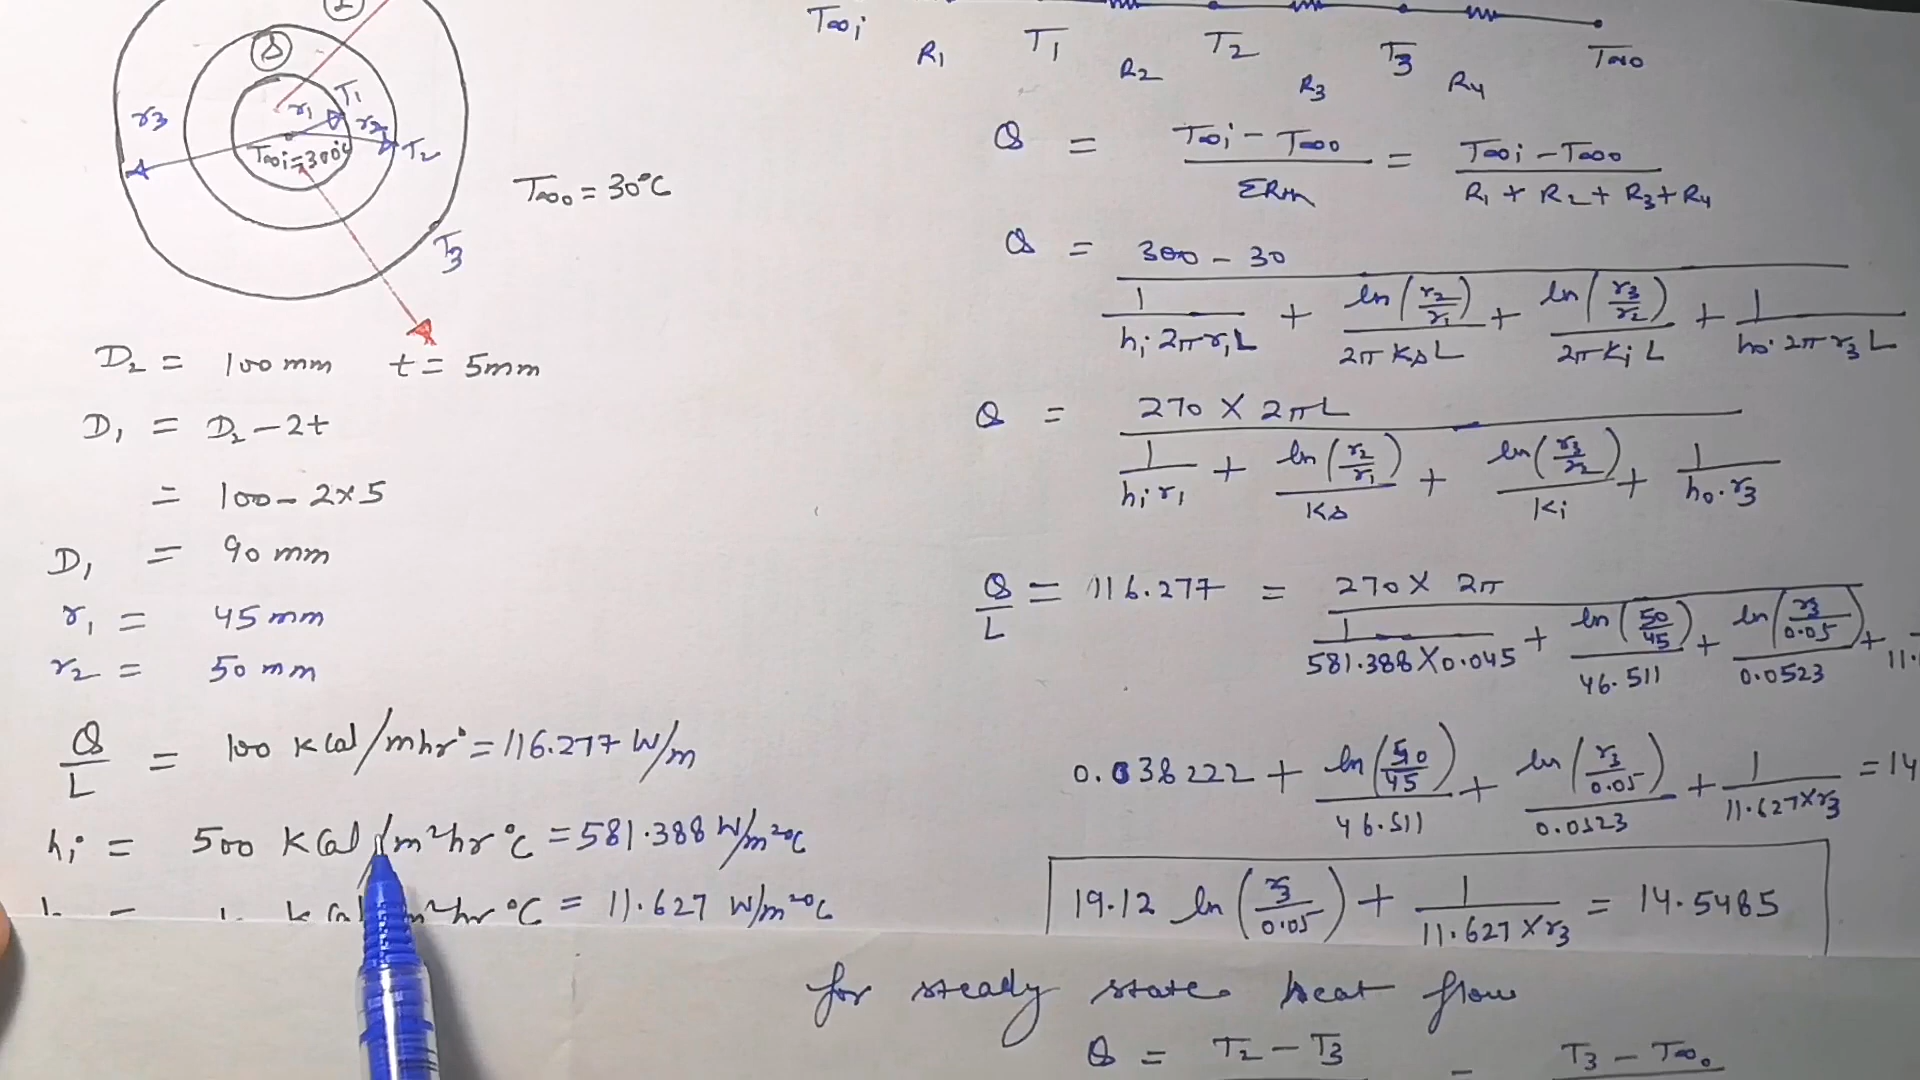 2
s
r1
T1
r2
T2
r3
T∞i=300°C
T3
T∞o = 30°C
D2 = 100 mm t = 5mm
D1 = D2 - 2t
= 100 - 2×5
D1 = 90 mm
r1 = 45 mm
r2 = 50 mm
Q/L = 100 kCal/mhr = 116.277 W/m
hi = 500 kCal/m²hr°C = 581.388 W/m²°C
kCal/m²hr°C = 11.627 W/m²°C
T∞i R1 T1 R2 T2 R3 T3 R4 T∞o
Q = (T∞i - T∞o)/ΣRth = (T∞i - T∞o)/(R1 + R2 + R3 + R4)
Q = (300 - 30)/(1/(hi·2πr1L) + ln(r2/r1)/(2πKsL) + ln(r3/r2)/(2πKiL) + 1/(ho·2πr3L))
Q = (270 × 2πL)/(1/(hi r1) + ln(r2/r1)/Ks + ln(r3/r2)/Ki + 1/(ho·r3))
Q/L = 116.277 = (270 × 2π)/(1/(581.388×0.045) + ln(50/45)/46.511 + ln(r3/0.05)/0.0523 + 11.
0.038222 + ln(50/45)/46.511 + ln(r3/0.05)/0.0523 + 1/(11.627×r3) = 14
19.12 ln(r3/0.05) + 1/(11.627×r3) = 14.5485
for steady state heat flow
Q = T2 - T3 = T3 - T∞o